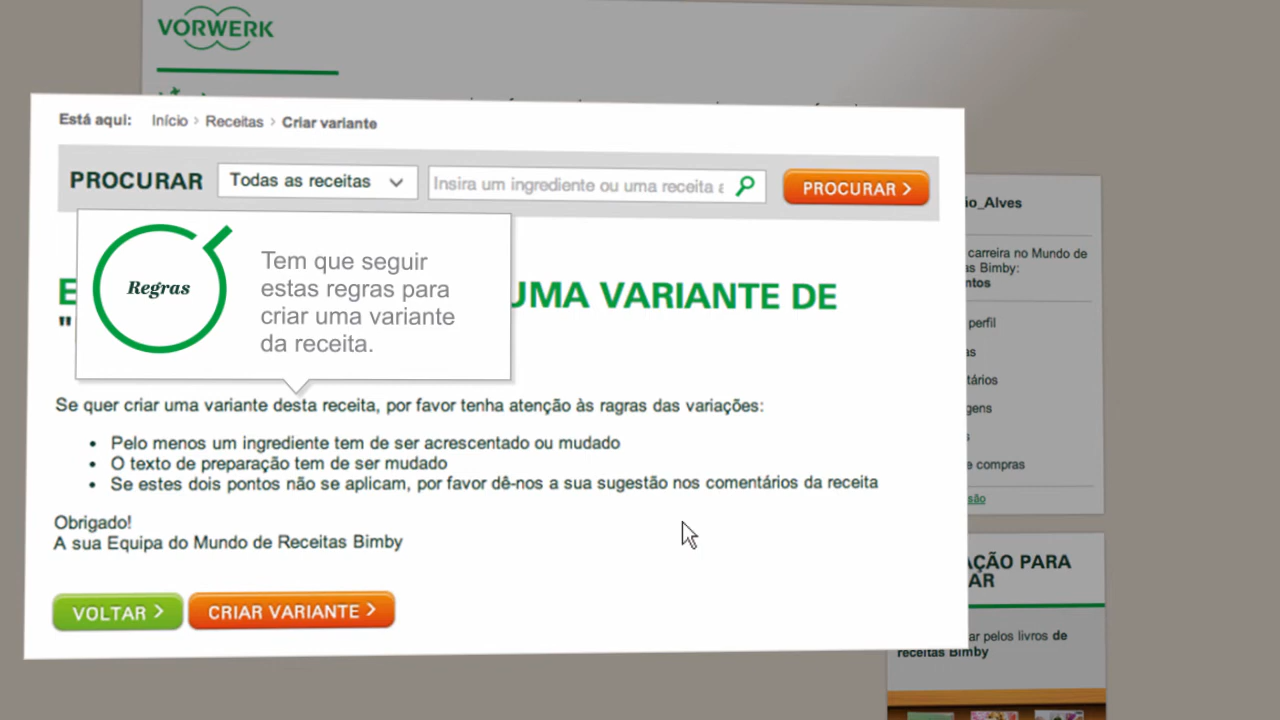 VORWERK
Está aqui: Início > Receitas > Criar variante
PROCURAR Todas as receitas Insira um ingrediente ou uma receita PROCURAR >
Regras
Tem que seguir
estas regras para
criar uma variante
da receita.
UMA VARIANTE DE
"
Se quer criar uma variante desta receita, por favor tenha atenção às ragras das variações:
• Pelo menos um ingrediente tem de ser acrescentado ou mudado
• O texto de preparação tem de ser mudado
• Se estes dois pontos não se aplicam, por favor dê-nos a sua sugestão nos comentários da receita
Obrigado!
A sua Equipa do Mundo de Receitas Bimby
VOLTAR > CRIAR VARIANTE >
io_Alves
carreira no Mundo de
as Bimby:
ntos
perfil
as
tários
gens
s
e compras
são
AÇÃO PARA
AR
ar pelos livros de
receitas Bimby